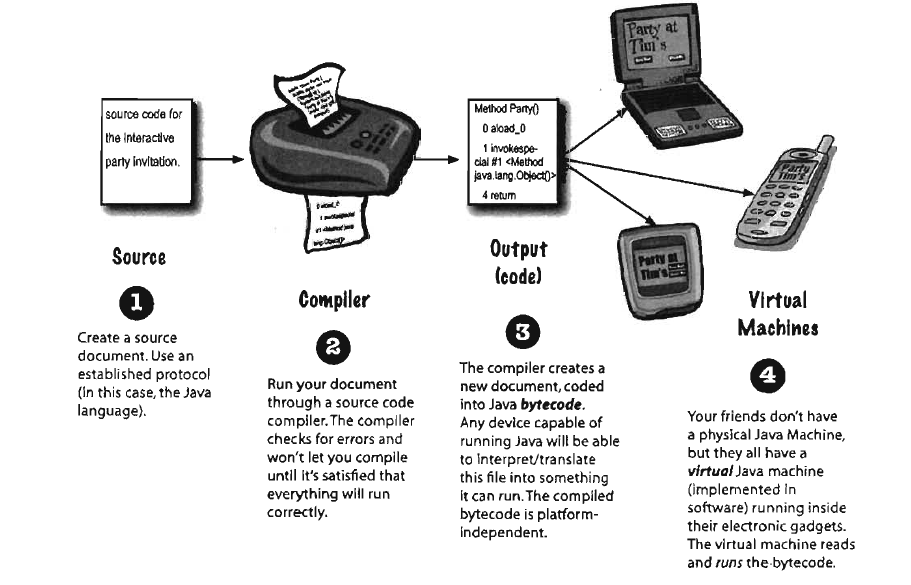 source code for
the interactive
party invitation.
Source
1
Create a source
document. Use an
established protocol
(in this case, the Java
language).
0 aload_0
Compiler
2
Run your document
through a source code
compiler. The compiler
checks for errors and
won't let you compile
until it's satisfied that
everything will run
correctly.
Method Party()
0 aload_0
1 invokespe-
cial #1 <Method
java.lang.Object()>
4 return
Output
(code)
3
The compiler creates a
new document, coded
into Java bytecode.
Any device capable of
running Java will be able
to interpret/translate
this file into something
it can run. The compiled
bytecode is platform-
independent.
Party at
Tim's
Party
Tim's
Party at
Tim's
Virtual
Machines
4
Your friends don't have
a physical Java Machine,
but they all have a
virtual Java machine
(implemented in
software) running inside
their electronic gadgets.
The virtual machine reads
and runs the bytecode.